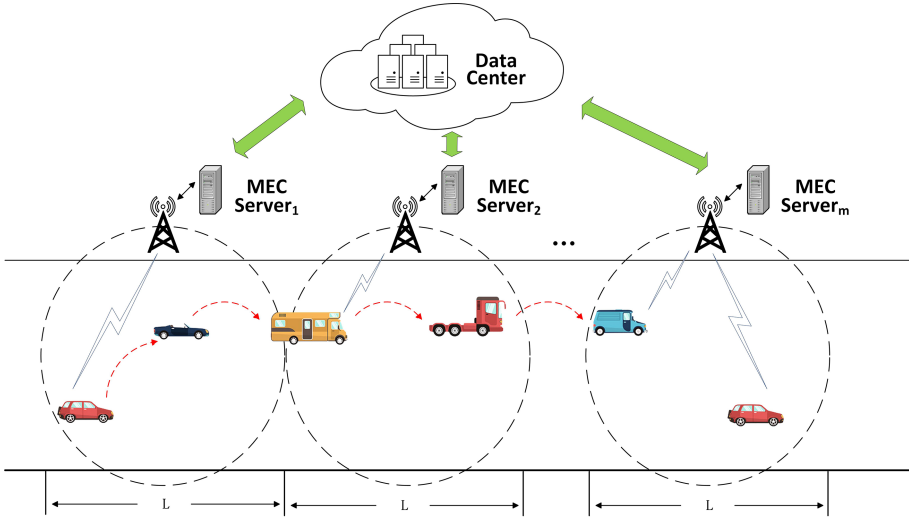 Data
Center
MEC
Server₁
MEC
Server₂
MEC
Serverₘ
...
L
L
L